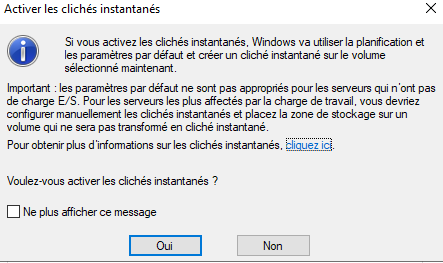 Activer les clichés instantanés
Si vous activez les clichés instantanés, Windows va utiliser la planification et
les paramètres par défaut et créer un cliché instantané sur le volume
sélectionné maintenant.
Important : les paramètres par défaut ne sont pas appropriés pour les serveurs qui n'ont pas
de charge E/S. Pour les serveurs les plus affectés par la charge de travail, vous devriez
configurer manuellement les clichés instantanés et placez la zone de stockage sur un
volume qui ne sera pas transformé en cliché instantané.
Pour obtenir plus d'informations sur les clichés instantanés, cliquez ici.
Voulez-vous activer les clichés instantanés ?
Ne plus afficher ce message
Oui Non